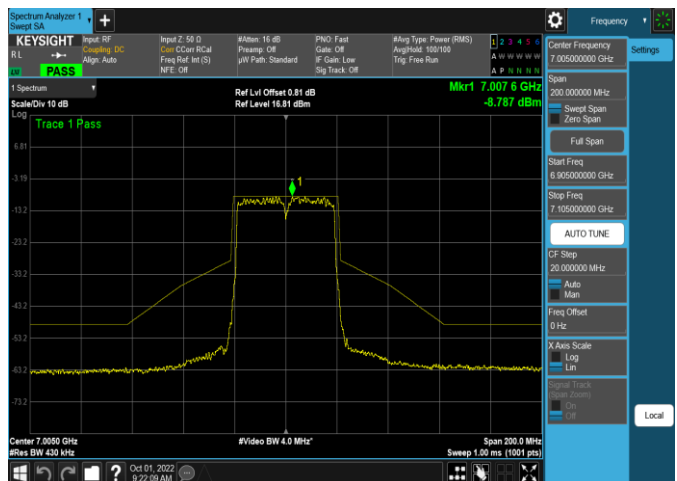 Spectrum Analyzer 1
Swept SA
Frequency
KEYSIGHT
R L
PASS
Input: RF
Coupling: DC
Align: Auto
Input Z: 50 Ω
Corr CCorr RCal
Freq Ref: Int (S)
NFE: Off
#Atten: 16 dB
Preamp: Off
µW Path: Standard
PNO: Fast
Gate: Off
IF Gain: Low
Sig Track: Off
#Avg Type: Power (RMS)
Avg|Hold: 100/100
Trig: Free Run
1 2 3 4 5 6
A W W W W W
A P N N N N
1 Spectrum
Scale/Div 10 dB
Log
Ref Lvl Offset 0.81 dB
Ref Level 16.81 dBm
Mkr1 7.007 6 GHz
-8.787 dBm
Trace 1 Pass
1
6.81
-3.19
-13.2
-23.2
-33.2
-43.2
-53.2
-63.2
-73.2
Center 7.0050 GHz
#Res BW 430 kHz
#Video BW 4.0 MHz*
Span 200.0 MHz
Sweep 1.00 ms (1001 pts)
Oct 01, 2022
9:22:09 AM
Center Frequency
7.005000000 GHz
Settings
Span
200.000000 MHz
Swept Span
Zero Span
Full Span
Start Freq
6.905000000 GHz
Stop Freq
7.105000000 GHz
AUTO TUNE
CF Step
20.000000 MHz
Auto
Man
Freq Offset
0 Hz
X Axis Scale
Log
Lin
Signal Track
(Span Zoom)
On
Off
Local